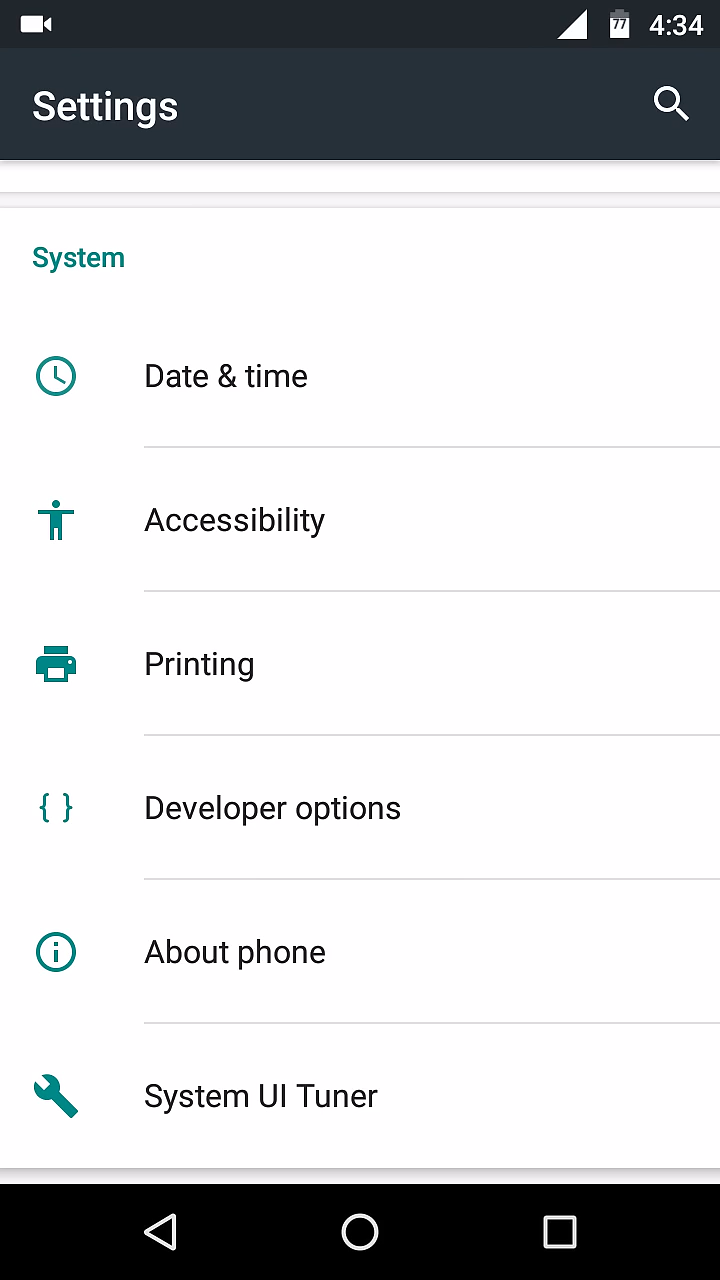 77 4:34
Settings
System
Date & time
Accessibility
Printing
{ } Developer options
About phone
System UI Tuner